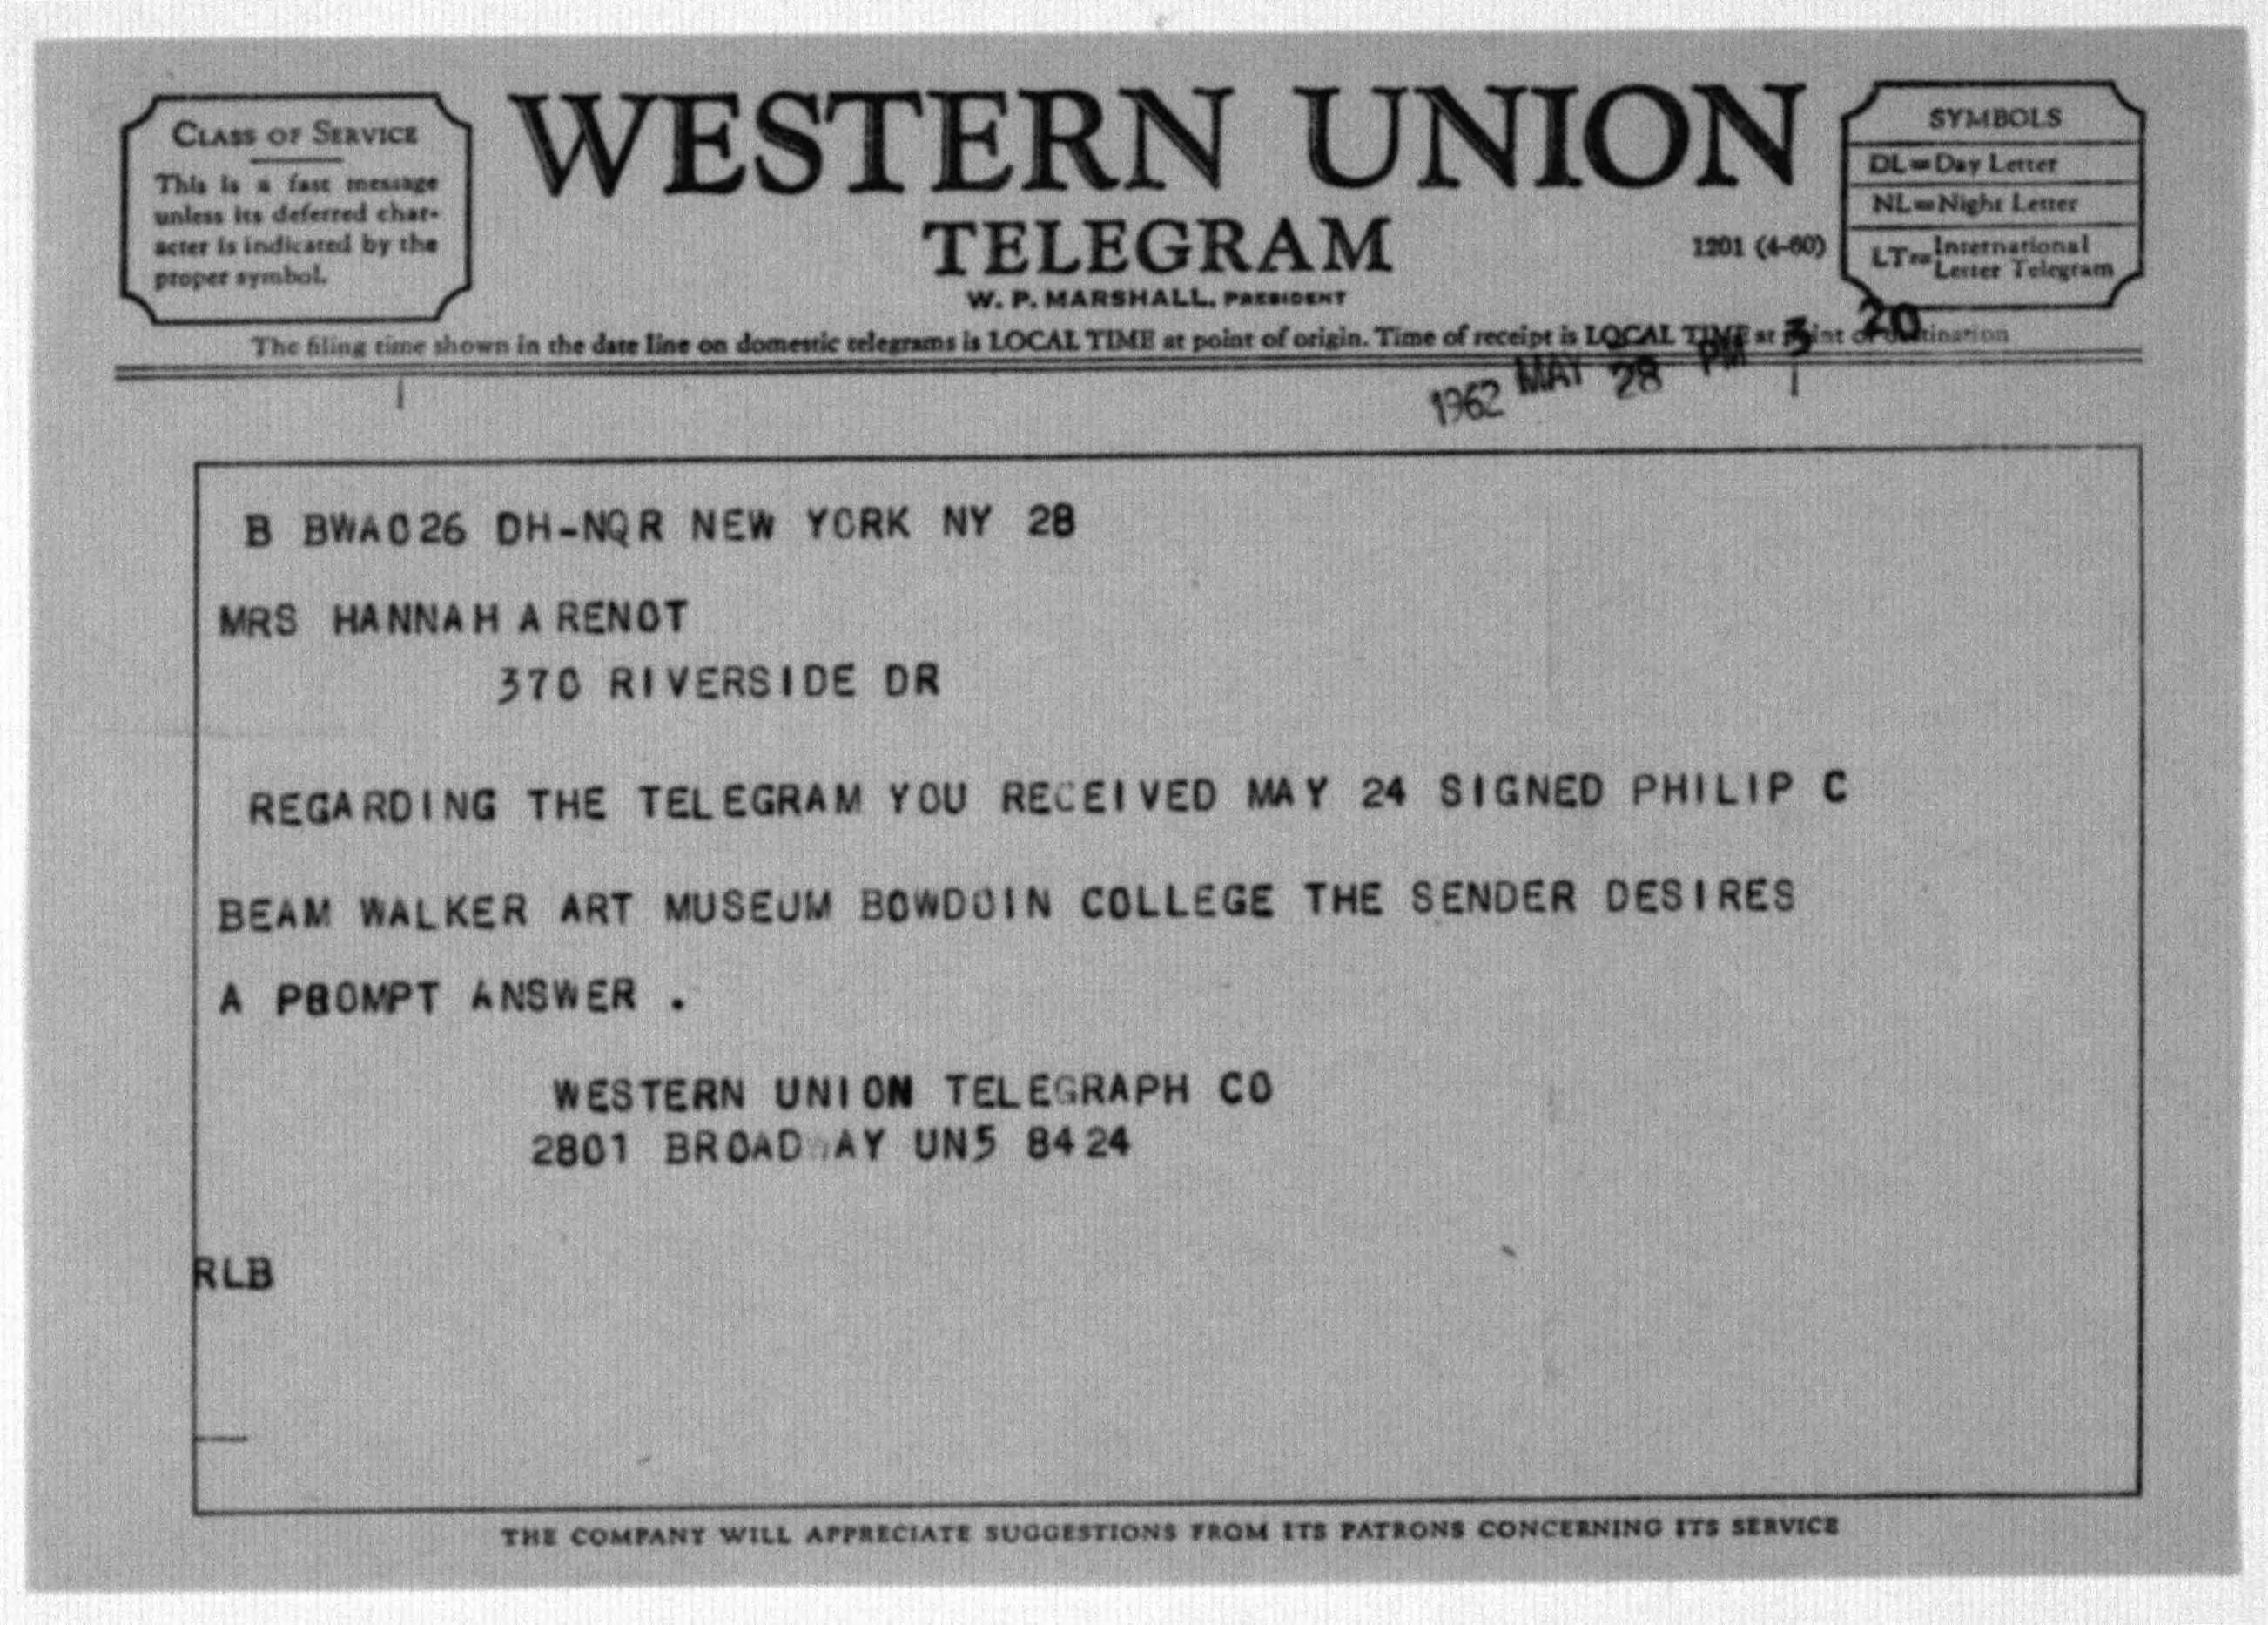 CLASS OF SERVICE
This is a fast message
unless its deferred char-
acter is indicated by the
proper symbol.
WESTERN UNION
TELEGRAM
W. P. MARSHALL, PRESIDENT
1201 (4-60)
SYMBOLS
DL=Day Letter
NL=Night Letter
LT=International Letter Telegram
The filing time shown in the date line on domestic telegrams is LOCAL TIME at point of origin. Time of receipt is LOCAL TIME at point of destination
1962 MAY 28 PM 3 20
B BWA026 DH-NQR NEW YORK NY 28
MRS HANNAH ARENOT
370 RIVERSIDE DR
REGARDING THE TELEGRAM YOU RECEIVED MAY 24 SIGNED PHILIP C
BEAM WALKER ART MUSEUM BOWDOIN COLLEGE THE SENDER DESIRES
A PROMPT ANSWER .
WESTERN UNION TELEGRAPH CO
2801 BROADWAY UN5 8424
RLB
THE COMPANY WILL APPRECIATE SUGGESTIONS FROM ITS PATRONS CONCERNING ITS SERVICE